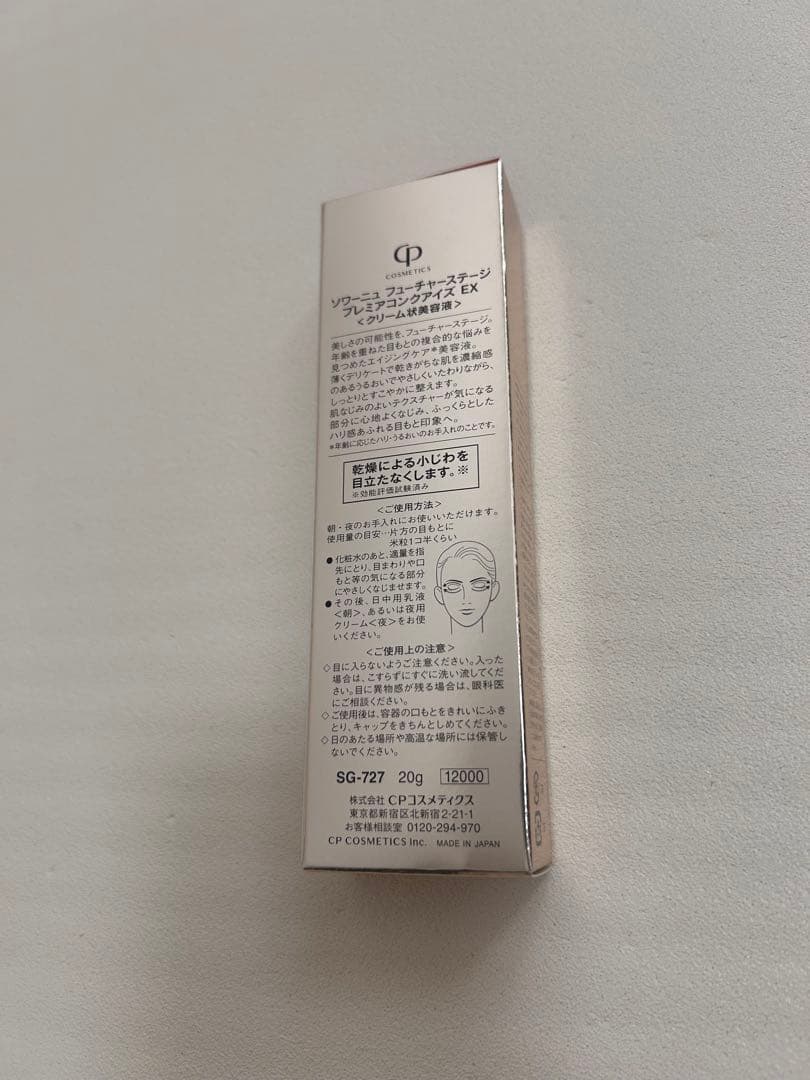 CP
COSMETICS
ソワーニュ フューチャーステージ
プレミアコンクアイズ EX
＜クリーム状美容液＞
美しさの可能性を、フューチャーステージ。
年齢を重ねた目もとの複合的な悩みを
見つめたエイジングケア*美容液。
薄くデリケートで乾きがちな肌を濃縮感
のあるうるおいでやさしくいたわりながら、
しっとりとすこやかに整えます。
肌なじみのよいテクスチャーが気になる
部分に心地よくなじみ、ふっくらとした
ハリ感あふれる目もと印象へ。
*年齢に応じたハリ・うるおいのお手入れのことです。
乾燥による小じわを
目立たなくします。※
※効能評価試験済み
＜ご使用方法＞
朝・夜のお手入れにお使いいただけます。
使用量の目安…片方の目もとに
米粒1コ半くらい
●化粧水のあと、適量を指
先にとり、目まわりや口
もと等の気になる部分
にやさしくなじませます。
●その後、日中用乳液
＜朝＞、あるいは夜用
クリーム＜夜＞をお使
いください。
＜ご使用上の注意＞
◇目に入らないようご注意ください。入った
場合は、こすらずにすぐに洗い流してくだ
さい。目に異物感が残る場合は、眼科医
にご相談ください。
◇ご使用後は、容器の口もとをきれいにふき
とり、キャップをきちんとしめてください。
◇日のあたる場所や高温な場所には保管し
ないでください。
SG-727 20g 12000
株式会社 CPコスメティクス
東京都新宿区北新宿2-21-1
お客様相談室 0120-294-970
CP COSMETICS Inc. MADE IN JAPAN